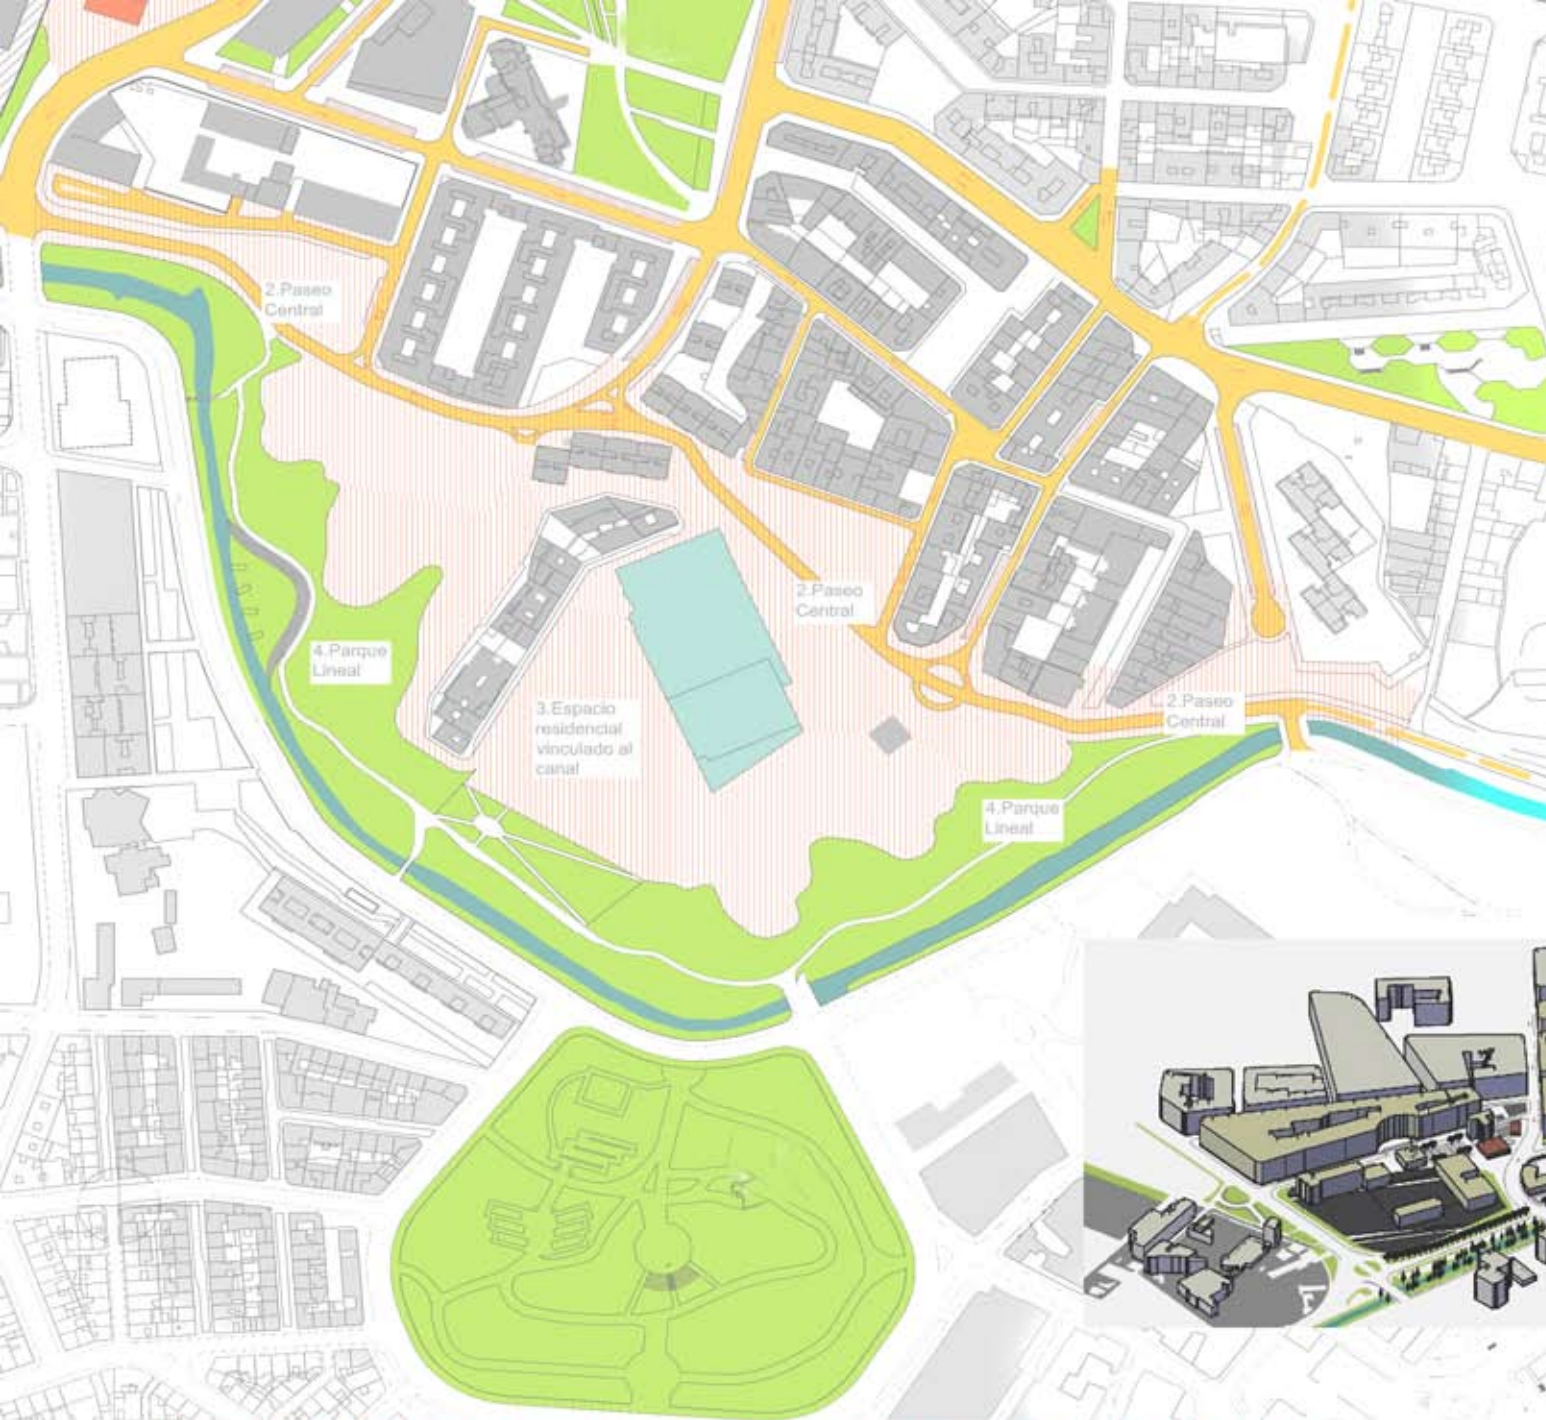 2.Paseo
Central
2.Paseo
Central
4.Parque
Lineal
3.Espacio
residencial
vinculado al
canal
2.Paseo
Central
4.Parque
Lineal